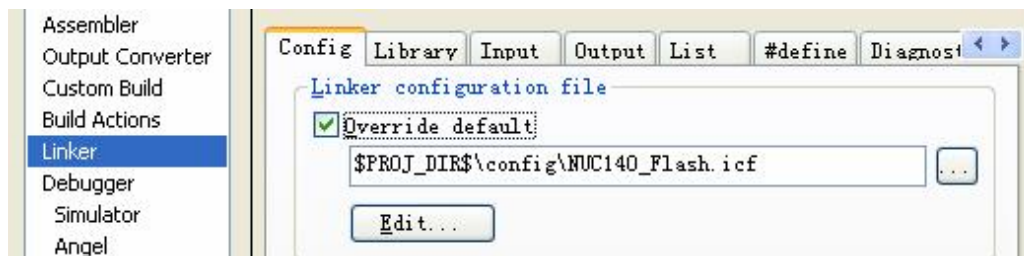 Assembler
Output Converter
Custom Build
Build Actions
Linker
Debugger
Simulator
Angel
Config Library Input Output List #define Diagnost
Linker configuration file
Override default
$PROJ_DIR$\config\NUC140_Flash.icf
...
Edit...